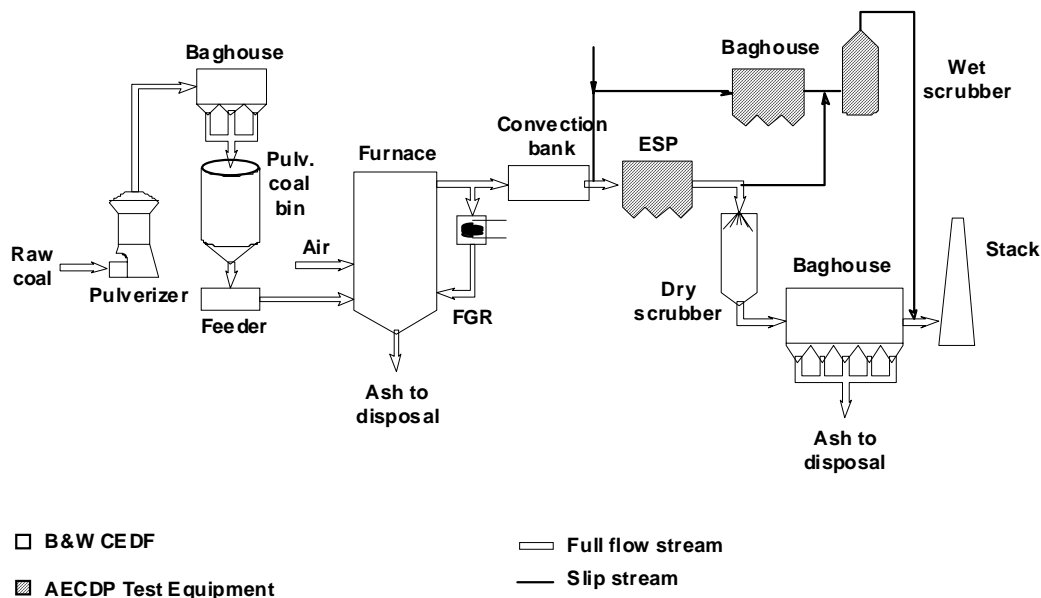 Baghouse
Baghouse
Wet
scrubber
Convection
bank
ESP
Furnace
Pulv.
coal
bin
Air
Raw
coal
Pulverizer
Feeder
FGR
Dry
scrubber
Baghouse
Stack
Ash to
disposal
Ash to
disposal
B&W CEDF
Full flow stream
AECDP Test Equipment
Slip stream